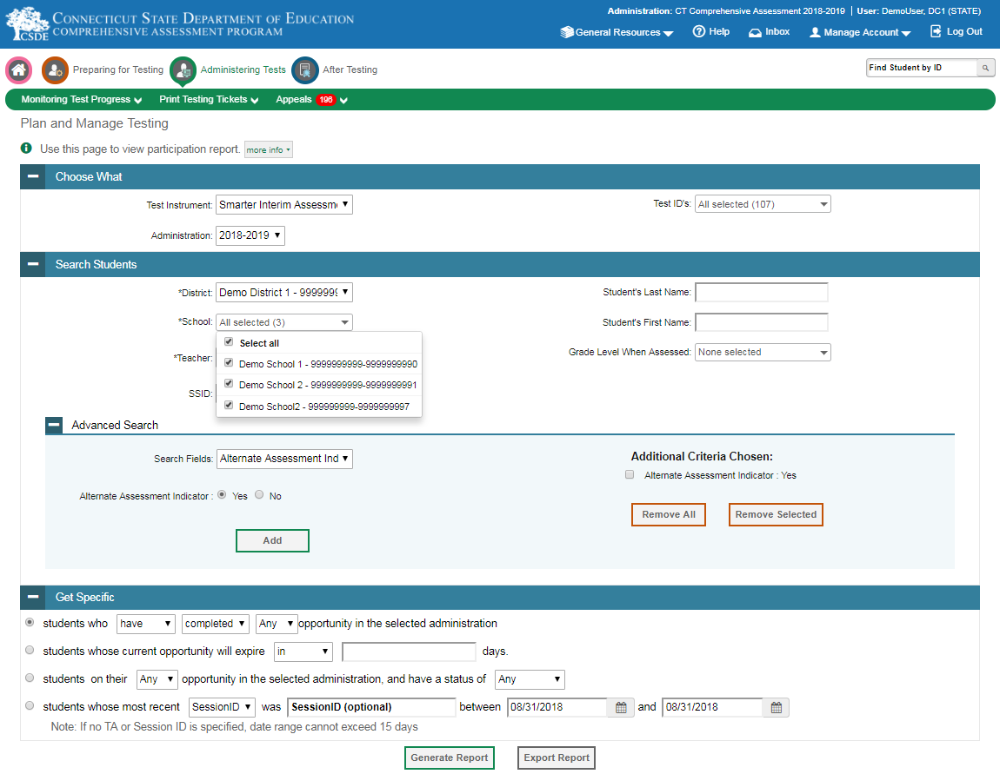 CONNECTICUT STATE DEPARTMENT OF EDUCATION
COMPREHENSIVE ASSESSMENT PROGRAM
CSDE
Administration: CT Comprehensive Assessment 2018-2019 | User: DemoUser, DC1 (STATE)
General Resources Help Inbox Manage Account Log Out
Preparing for Testing Administering Tests After Testing
Find Student by ID
Monitoring Test Progress Print Testing Tickets Appeals 196
Plan and Manage Testing
Use this page to view participation report. more info
Choose What
Test Instrument: Smarter Interim Assessm Test ID's: All selected (107)
Administration: 2018-2019
Search Students
*District: Demo District 1 - 9999999 Student's Last Name:
*School: All selected (3) Student's First Name:
Select all
*Teacher: Grade Level When Assessed: None selected
Demo School 1 - 9999999999-9999999990
Demo School 2 - 9999999999-9999999991
SSID:
Demo School2 - 999999999-9999999997
Advanced Search
Search Fields: Alternate Assessment Ind Additional Criteria Chosen:
Alternate Assessment Indicator : Yes
Alternate Assessment Indicator : Yes No
Remove All Remove Selected
Add
Get Specific
students who have completed Any opportunity in the selected administration
students whose current opportunity will expire in days.
students on their Any opportunity in the selected administration, and have a status of Any
students whose most recent SessionID was SessionID (optional) between 08/31/2018 and 08/31/2018
Note: If no TA or Session ID is specified, date range cannot exceed 15 days
Generate Report Export Report